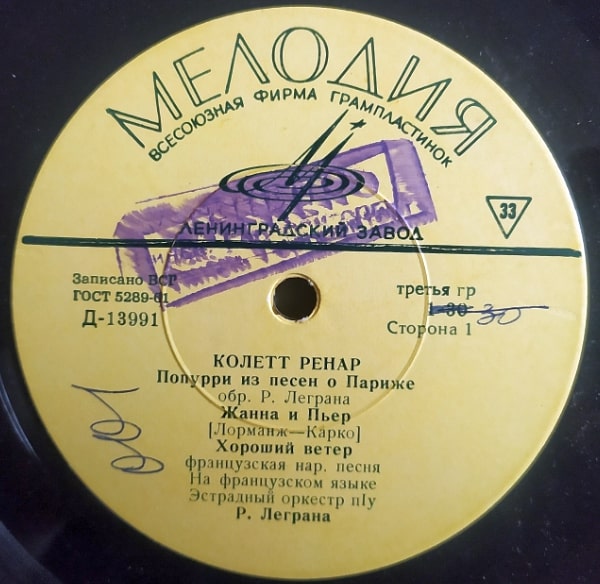 МЕЛОДИЯ
ВСЕСОЮЗНАЯ ФИРМА ГРАМПЛАСТИНОК
ЛЕНИНГРАДСКИЙ ЗАВОД
33
Записано ВСГ
ГОСТ 5289-61
Д-13991
третья гр
1-30 30
Сторона 1
КОЛЕТТ РЕНАР
Попурри из песен о Париже
обр. Р. Леграна
Жанна и Пьер
[Лорманж—Карко]
Хороший ветер
французская нар. песня
На французском языке
Эстрадный оркестр п/у
Р. Леграна